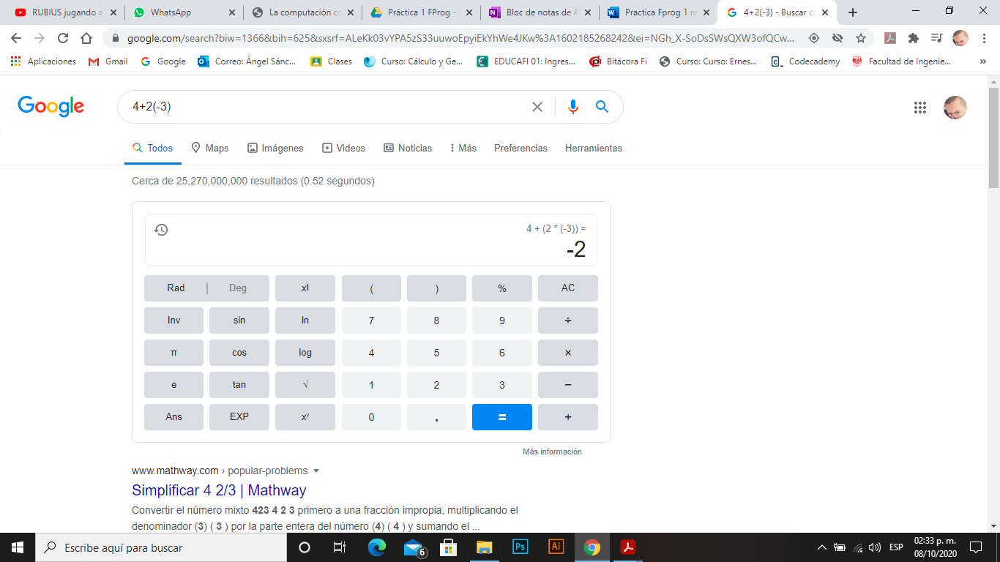 RUBIUS jugando a
WhatsApp
La computación co
Práctica 1 FProg -
Bloc de notas de Á
Practica Fprog 1 re
4+2(-3) - Buscar co
google.com/search?biw=1366&bih=625&sxsrf=ALeKk03vYPA5zS33uuwoEpyiEkYhWe4JKw%3A1602185268242&ei=NGh_X-SoDsSWsQXW3ofQCw...
Aplicaciones
Gmail
Google
Correo: Ángel Sánc...
Clases
Curso: Cálculo y Ge...
EDUCAFI 01: Ingres...
Bitácora Fi
Curso: Curso: Ernes...
Codecademy
Facultad de Ingenie...
»
Google
4+2(-3)
Todos
Maps
Imágenes
Videos
Noticias
Más
Preferencias
Herramientas
Cerca de 25,270,000,000 resultados (0.52 segundos)
4 + (2 * (-3)) =
-2
Rad | Deg x! ( ) % AC
Inv sin ln 7 8 9 ÷
π cos log 4 5 6 ×
e tan √ 1 2 3 −
Ans EXP xʸ 0 . = +
Más información
www.mathway.com › popular-problems
Simplificar 4 2/3 | Mathway
Convertir el número mixto 423 4 2 3 primero a una fracción impropia, multiplicando el
denominador (3) ( 3 ) por la parte entera del número (4) ( 4 ) y sumando el ...
Escribe aquí para buscar
6
Ps
Ai
ESP
02:33 p. m.
08/10/2020